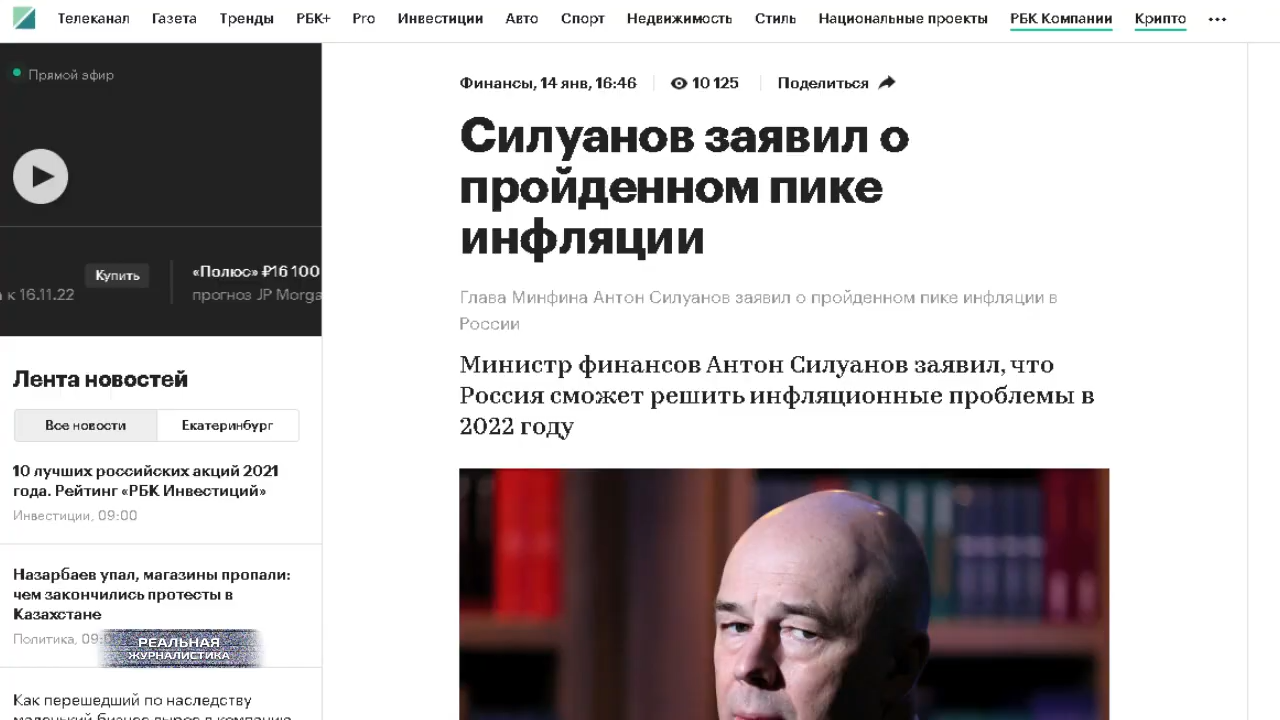 Телеканал Газета Тренды РБК+ Pro Инвестиции Авто Спорт Недвижимость Стиль Национальные проекты РБК Компании Крипто
Прямой эфир
к 16.11.22
Купить
«Полюс» ₽16 100
прогноз JP Morga
Лента новостей
Все новости Екатеринбург
10 лучших российских акций 2021
года. Рейтинг «РБК Инвестиций»
Инвестиции, 09:00
Назарбаев упал, магазины пропали:
чем закончились протесты в
Казахстане
Политика, 09:0
РЕАЛЬНАЯ
ЖУРНАЛИСТИКА
Как перешедший по наследству
маленький бизнес вырос в компанию
Финансы, 14 янв, 16:46 10 125 Поделиться
Силуанов заявил о
пройденном пике
инфляции
Глава Минфина Антон Силуанов заявил о пройденном пике инфляции в
России
Министр финансов Антон Силуанов заявил, что
Россия сможет решить инфляционные проблемы в
2022 году